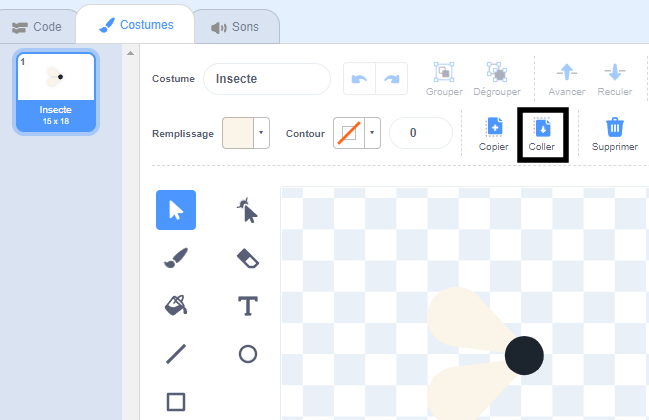 Code
Costumes
Sons
1
Insecte
15 x 18
Costume
Insecte
Grouper
Dégrouper
Avancer
Reculer
Remplissage
Contour
0
Copier
Coller
Supprimer
T